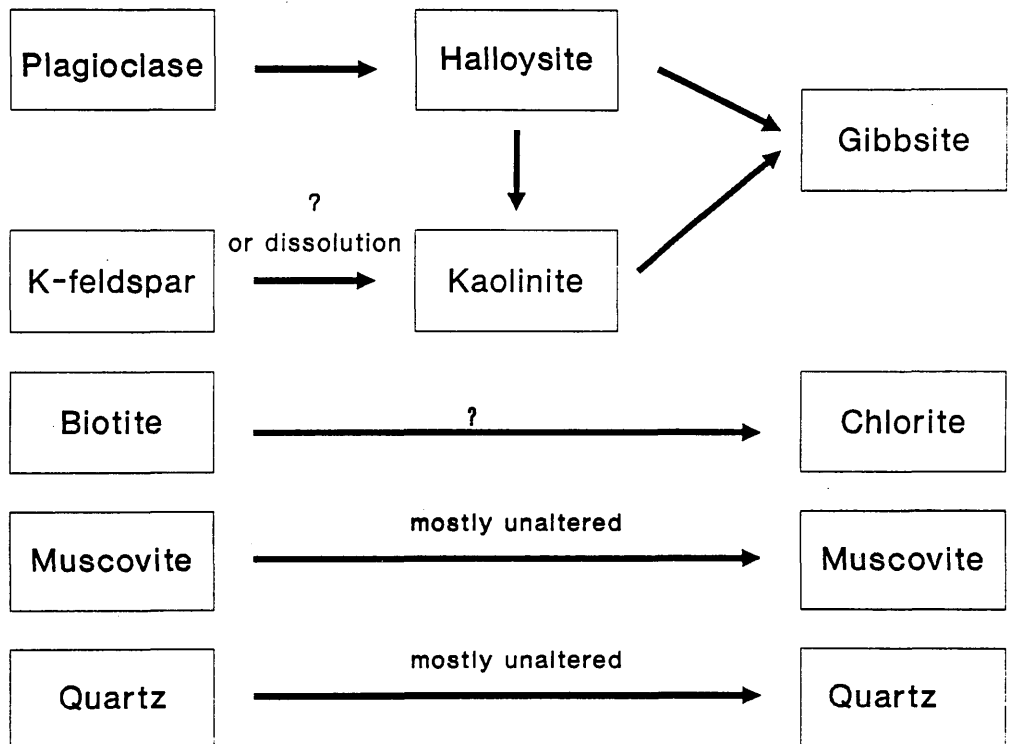 Plagioclase
Halloysite
Gibbsite
?
or dissolution
K-feldspar
Kaolinite
Biotite
?
Chlorite
mostly unaltered
Muscovite
Muscovite
mostly unaltered
Quartz
Quartz